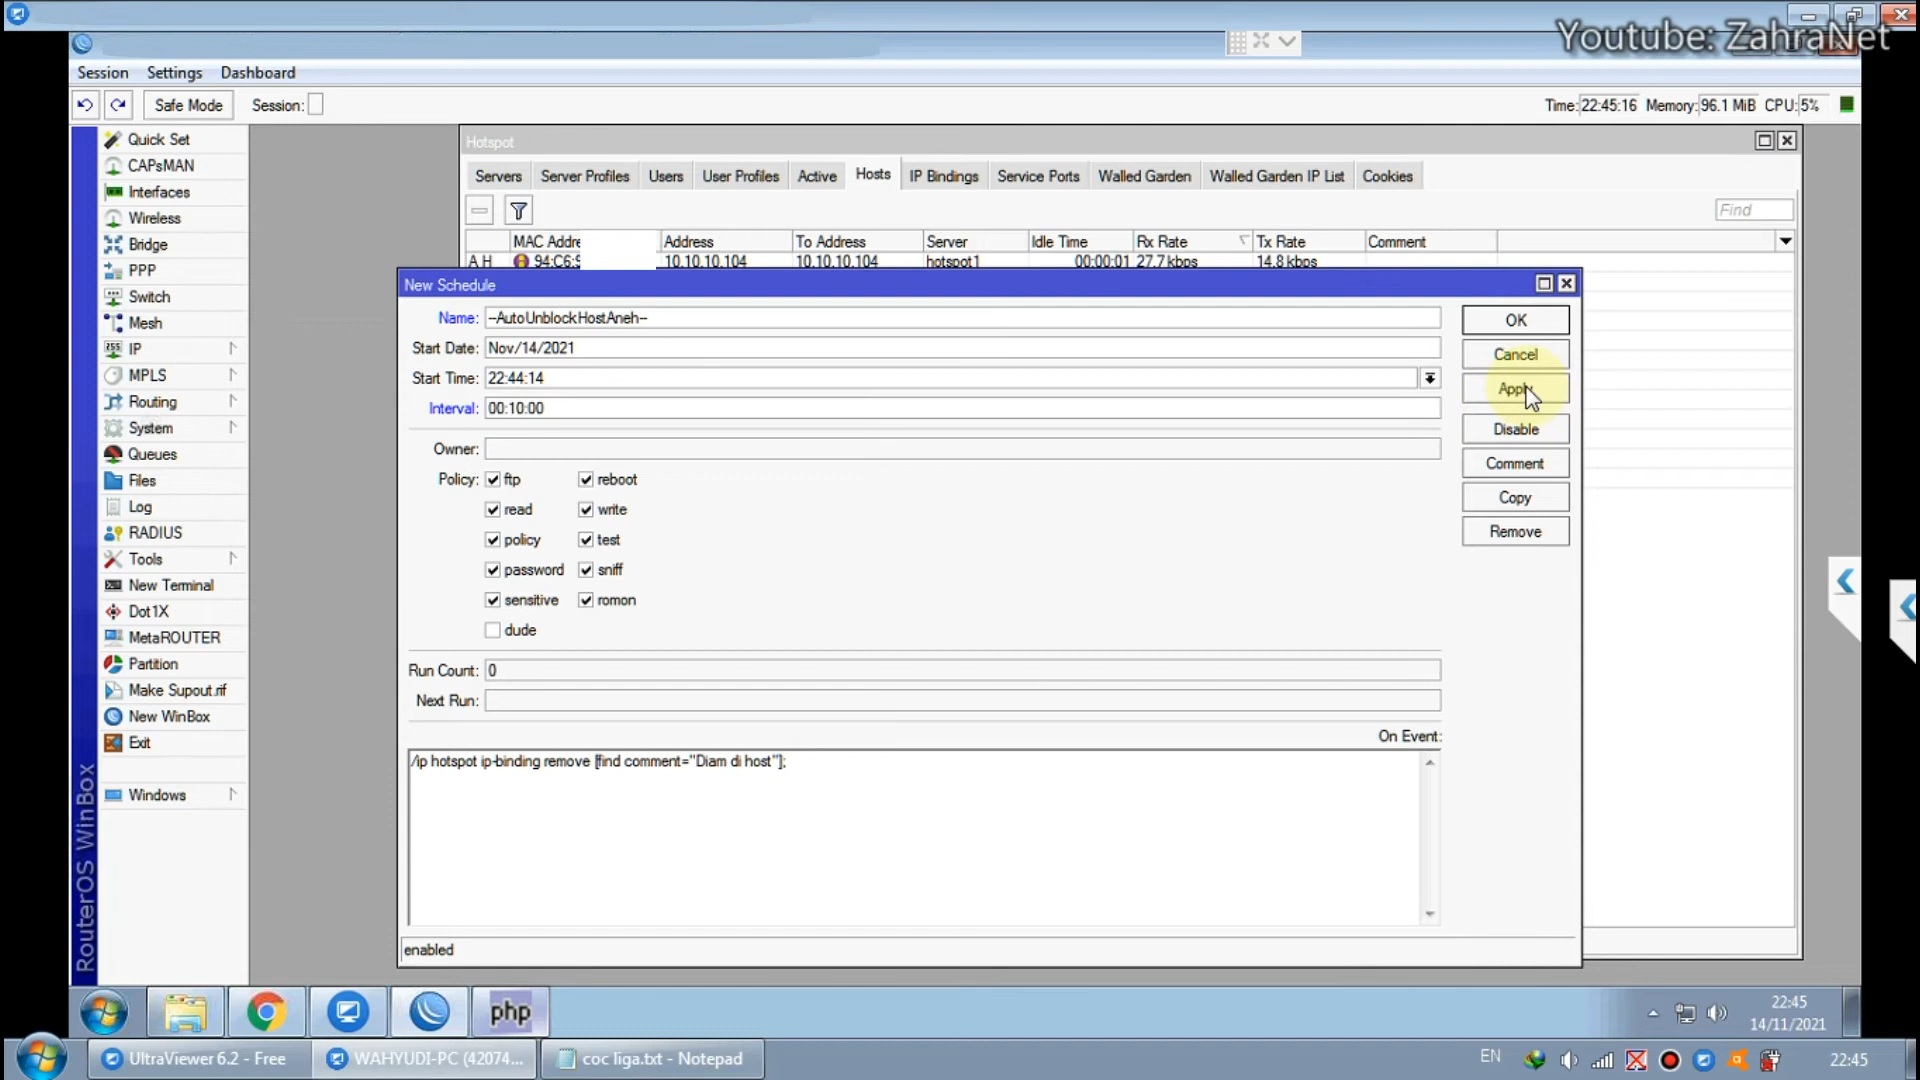 Youtube: ZahraNet
Session Settings Dashboard
Safe Mode Session: Time: 22:45:16 Memory: 96.1 MiB CPU: 5%
Quick Set
CAPsMAN
Interfaces
Wireless
Bridge
PPP
Switch
Mesh
IP
MPLS
Routing
System
Queues
Files
Log
RADIUS
Tools
New Terminal
Dot1X
MetaROUTER
Partition
Make Supout.rif
New WinBox
Exit
Windows
RouterOS WinBox
Hotspot
Servers Server Profiles Users User Profiles Active Hosts IP Bindings Service Ports Walled Garden Walled Garden IP List Cookies
Find
MAC Addre Address To Address Server Idle Time Rx Rate Tx Rate Comment
A H 94:C6:9 10.10.10.104 10.10.10.104 hotspot1 00:00:01 27.7 kbps 14.8 kbps
New Schedule
Name: --AutoUnblockHostAneh--
Start Date: Nov/14/2021
Start Time: 22:44:14
Interval: 00:10:00
Owner:
Policy: ftp reboot
read write
policy test
password sniff
sensitive romon
dude
Run Count: 0
Next Run:
On Event:
/ip hotspot ip-binding remove [find comment="Diam di host"];
enabled
OK
Cancel
Apply
Disable
Comment
Copy
Remove
php
22:45
14/11/2021
UltraViewer 6.2 - Free WAHYUDI-PC (42074... coc liga.txt - Notepad EN 22:45